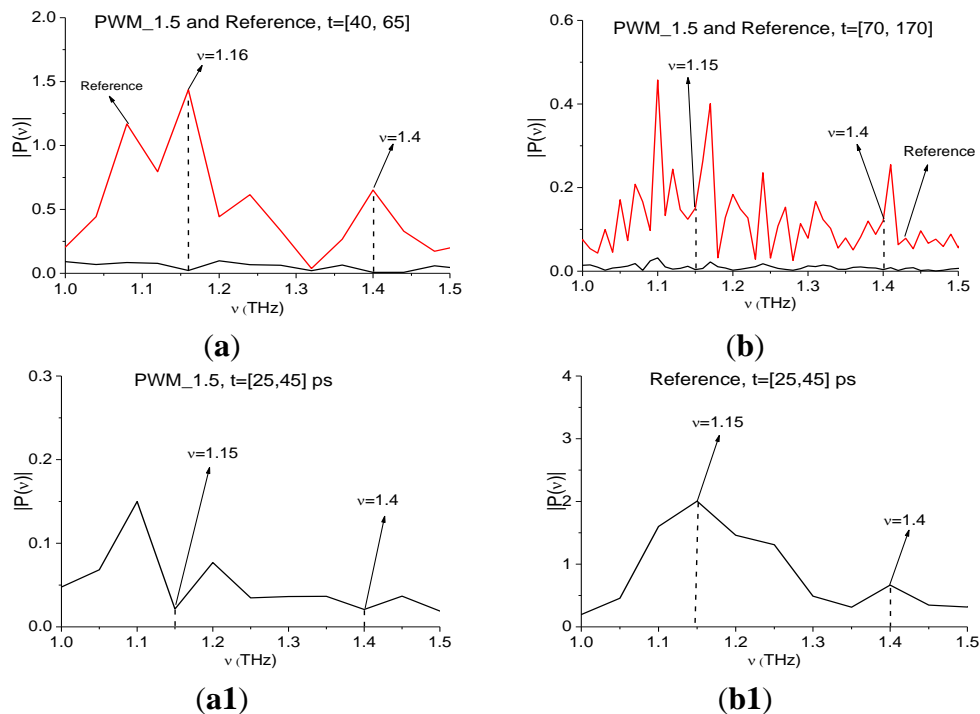 PWM_1.5 and Reference, t=[40, 65]
2.0
1.5
1.0
0.5
0.0
|P(ν)|
Reference
ν=1.16
ν=1.4
1.0 1.1 1.2 1.3 1.4 1.5
ν (THz)
(a)
PWM_1.5 and Reference, t=[70, 170]
0.6
0.4
0.2
0.0
|P(ν)|
ν=1.15
ν=1.4
Reference
1.0 1.1 1.2 1.3 1.4 1.5
ν (THz)
(b)
PWM_1.5, t=[25,45] ps
0.3
0.2
0.1
0.0
|P(ν)|
ν=1.15
ν=1.4
1.0 1.1 1.2 1.3 1.4 1.5
ν (THz)
(a1)
Reference, t=[25,45] ps
4
3
2
1
0
|P(ν)|
ν=1.15
ν=1.4
1.0 1.1 1.2 1.3 1.4 1.5
ν (THz)
(b1)